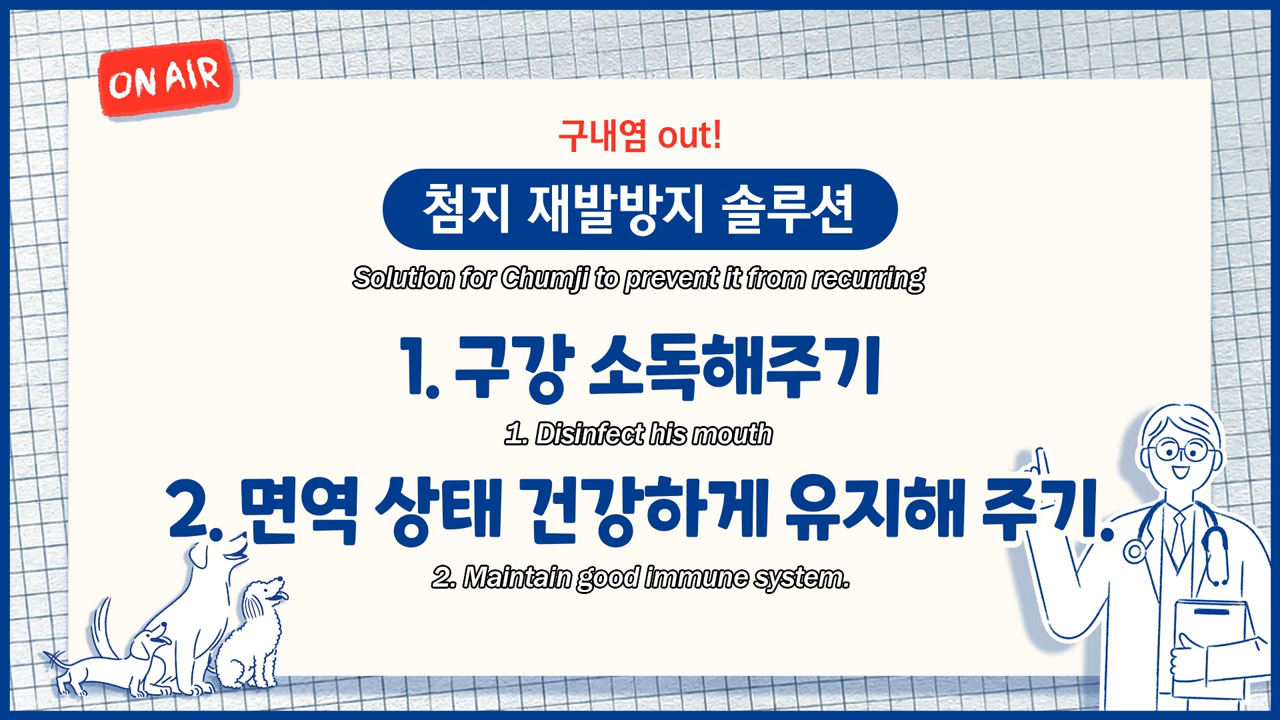 ON AIR
구내염 out!
첨지 재발방지 솔루션
Solution for Chumji to prevent it from recurring
1. 구강 소독해주기
1. Disinfect his mouth
2. 면역 상태 건강하게 유지해 주기.
2. Maintain good immune system.